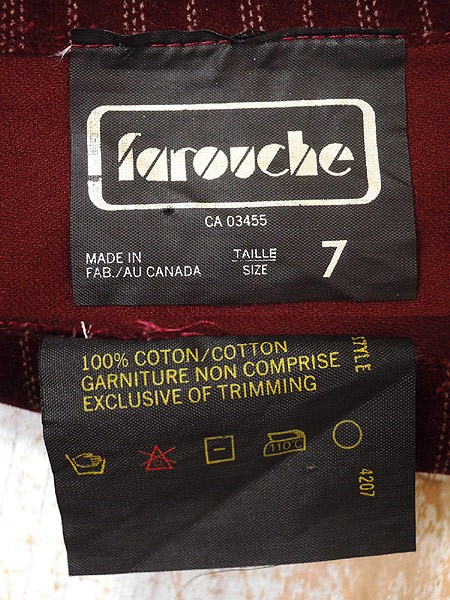 farouche
CA 03455
MADE IN
FAB./AU CANADA
TAILLE
SIZE
7
100% COTON/COTTON
GARNITURE NON COMPRISE
EXCLUSIVE OF TRIMMING
STYLE
CL
110°C
4207